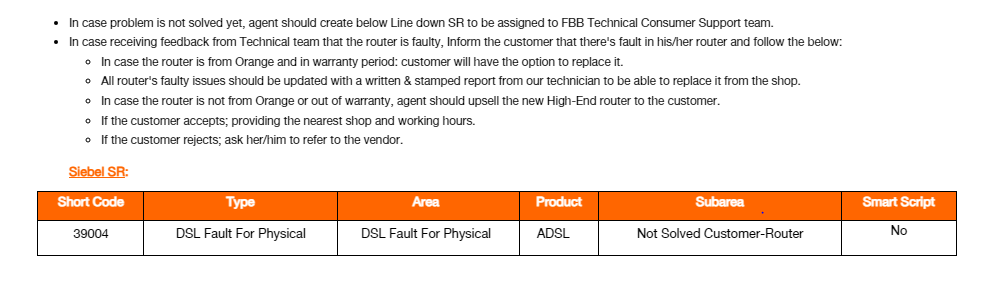 • In case problem is not solved yet, agent should create below Line down SR to be assigned to FBB Technical Consumer Support team.
• In case receiving feedback from Technical team that the router is faulty, Inform the customer that there's fault in his/her router and follow the below:
o In case the router is from Orange and in warranty period: customer will have the option to replace it.
o All router's faulty issues should be updated with a written & stamped report from our technician to be able to replace it from the shop.
o In case the router is not from Orange or out of warranty, agent should upsell the new High-End router to the customer.
o If the customer accepts; providing the nearest shop and working hours.
o If the customer rejects; ask her/him to refer to the vendor.
Siebel SR:
Short Code Type Area Product Subarea Smart Script
39004 DSL Fault For Physical DSL Fault For Physical ADSL Not Solved Customer-Router No